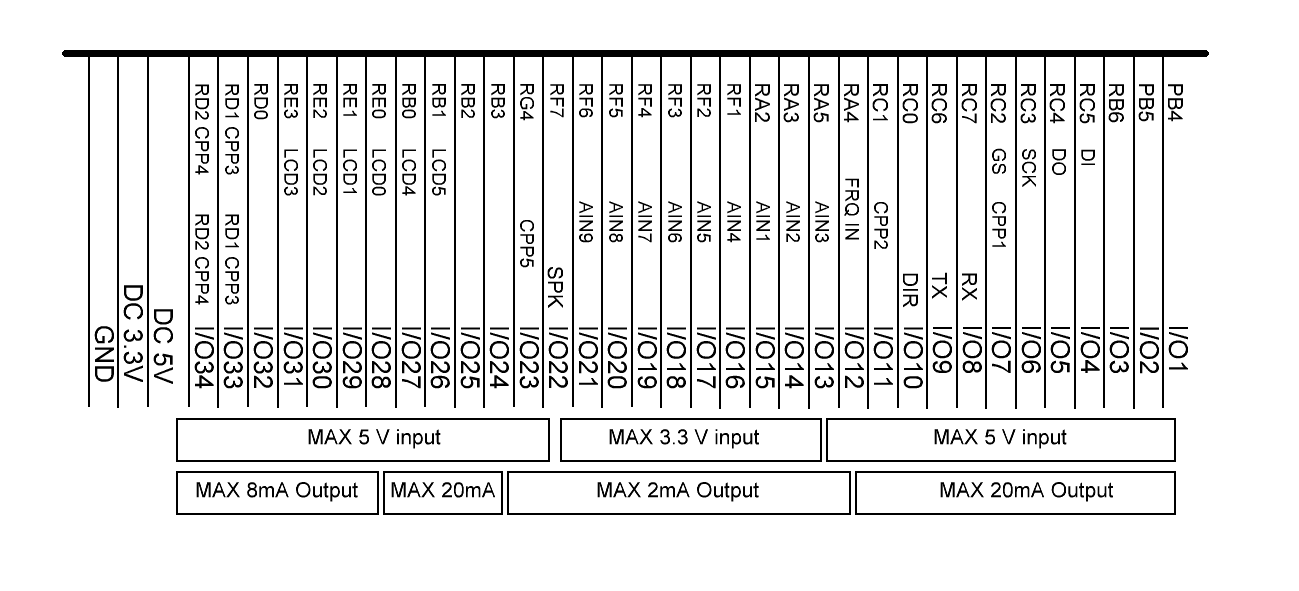 GND
DC 3.3V
DC 5V
RD2 CPP4 RD2 CPP4 I/O34
RD1 CPP3 RD1 CPP3 I/O33
RD0 I/O32
RE3 LCD3 I/O31
RE2 LCD2 I/O30
RE1 LCD1 I/O29
RE0 LCD0 I/O28
RB0 LCD4 I/O27
RB1 LCD5 I/O26
RB2 I/O25
RB3 I/O24
RG4 CPP5 I/O23
RF7 SPK I/O22
RF6 AIN9 I/O21
RF5 AIN8 I/O20
RF4 AIN7 I/O19
RF3 AIN6 I/O18
RF2 AIN5 I/O17
RF1 AIN4 I/O16
RA2 AIN1 I/O15
RA3 AIN2 I/O14
RA5 AIN3 I/O13
RA4 FRQ IN I/O12
RC1 CPP2 I/O11
RC0 DIR I/O10
RC6 TX I/O9
RC7 RX I/O8
RC2 GS CPP1 I/O7
RC3 SCK I/O6
RC4 DO I/O5
RC5 DI I/O4
RB6 I/O3
PB5 I/O2
PB4 I/O1
MAX 5 V input
MAX 3.3 V input
MAX 5 V input
MAX 8mA Output
MAX 20mA
MAX 2mA Output
MAX 20mA Output